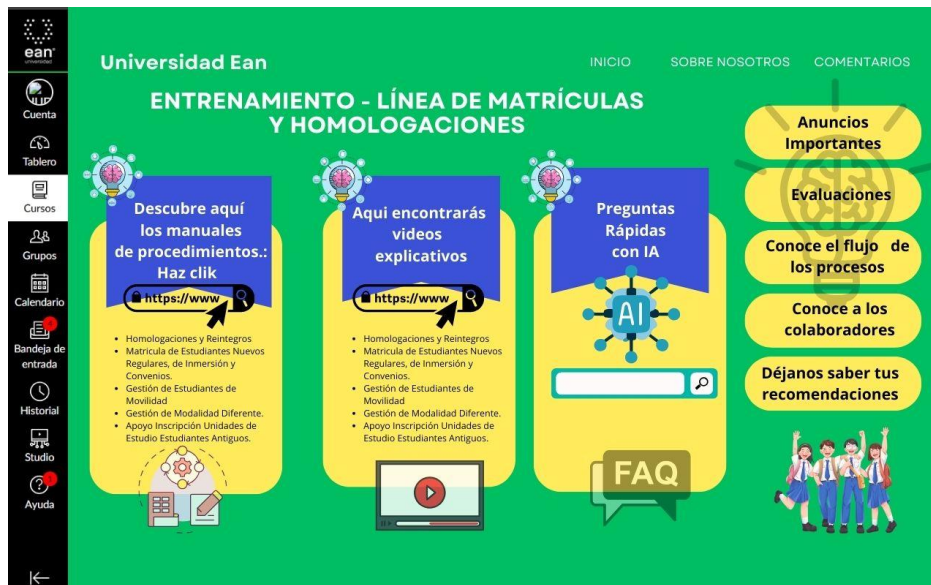 ean
universidad
Cuenta
Tablero
Cursos
Grupos
Calendario
Bandeja de
entrada
Historial
Studio
Ayuda
Universidad Ean
INICIO
SOBRE NOSOTROS
COMENTARIOS
ENTRENAMIENTO - LÍNEA DE MATRÍCULAS
Y HOMOLOGACIONES
Descubre aquí
los manuales
de procedimientos.:
Haz clik
https://www
• Homologaciones y Reintegros
• Matricula de Estudiantes Nuevos
Regulares, de Inmersión y
Convenios.
• Gestión de Estudiantes de
Movilidad
• Gestión de Modalidad Diferente.
• Apoyo Inscripción Unidades de
Estudio Estudiantes Antiguos.
Aqui encontrarás
videos
explicativos
https://www
• Homologaciones y Reintegros
• Matricula de Estudiantes Nuevos
Regulares, de Inmersión y
Convenios.
• Gestión de Estudiantes de
Movilidad
• Gestión de Modalidad Diferente.
• Apoyo Inscripción Unidades de
Estudio Estudiantes Antiguos.
Preguntas
Rápidas
con IA
AI
FAQ
Anuncios
Importantes
Evaluaciones
Conoce el flujo de
los procesos
Conoce a los
colaboradores
Déjanos saber tus
recomendaciones